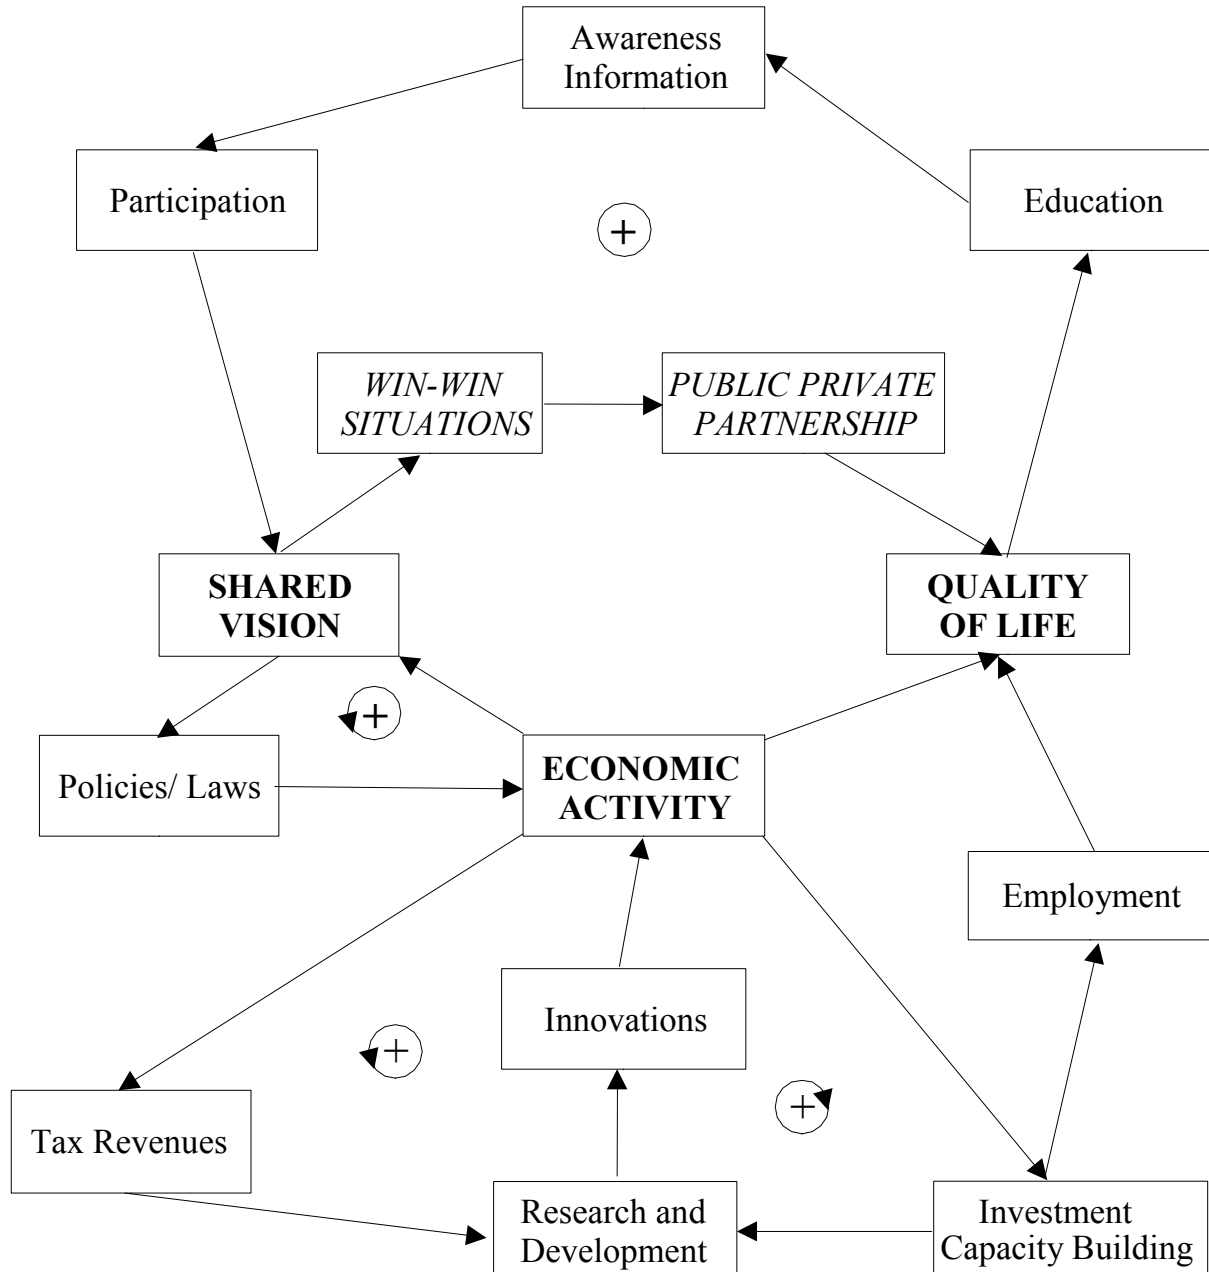 Awareness
Information
Participation
Education
+
WIN-WIN
SITUATIONS
PUBLIC PRIVATE
PARTNERSHIP
SHARED
VISION
QUALITY
OF LIFE
+
Policies/ Laws
ECONOMIC
ACTIVITY
Employment
Innovations
+
+
Tax Revenues
Research and
Development
Investment
Capacity Building